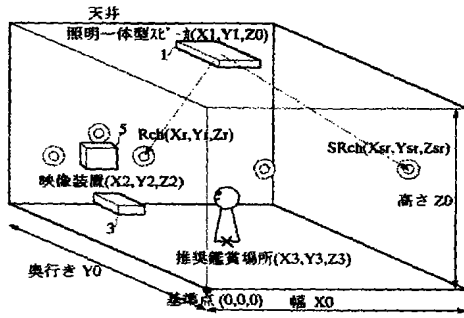 天井
照明一体型スピーカ(X1,Y1,Z0)
1
Rch(Xr,Yr,Zr)
5
SRch(Xsr,Ysr,Zsr)
映像装置(X2,Y2,Z2)
高さ Z0
3
推奨鑑賞場所(X3,Y3,Z3)
奥行き Y0
基準点(0,0,0)
幅 X0